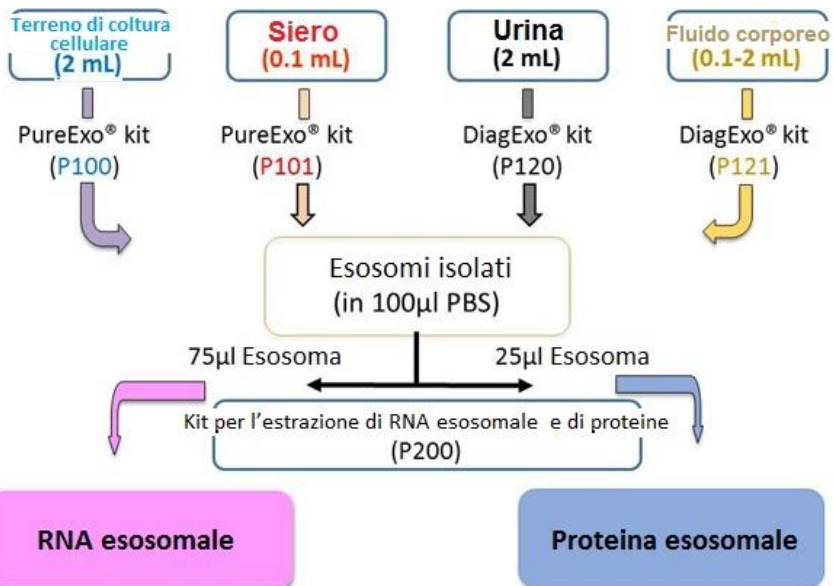 Terreno di coltura
cellulare
(2 mL)
Siero
(0.1 mL)
Urina
(2 mL)
Fluido corporeo
(0.1-2 mL)
PureExo® kit
(P100)
PureExo® kit
(P101)
DiagExo® kit
(P120)
DiagExo® kit
(P121)
Esosomi isolati
(in 100µl PBS)
75µl Esosoma
25µl Esosoma
Kit per l’estrazione di RNA esosomale e di proteine
(P200)
RNA esosomale
Proteina esosomale